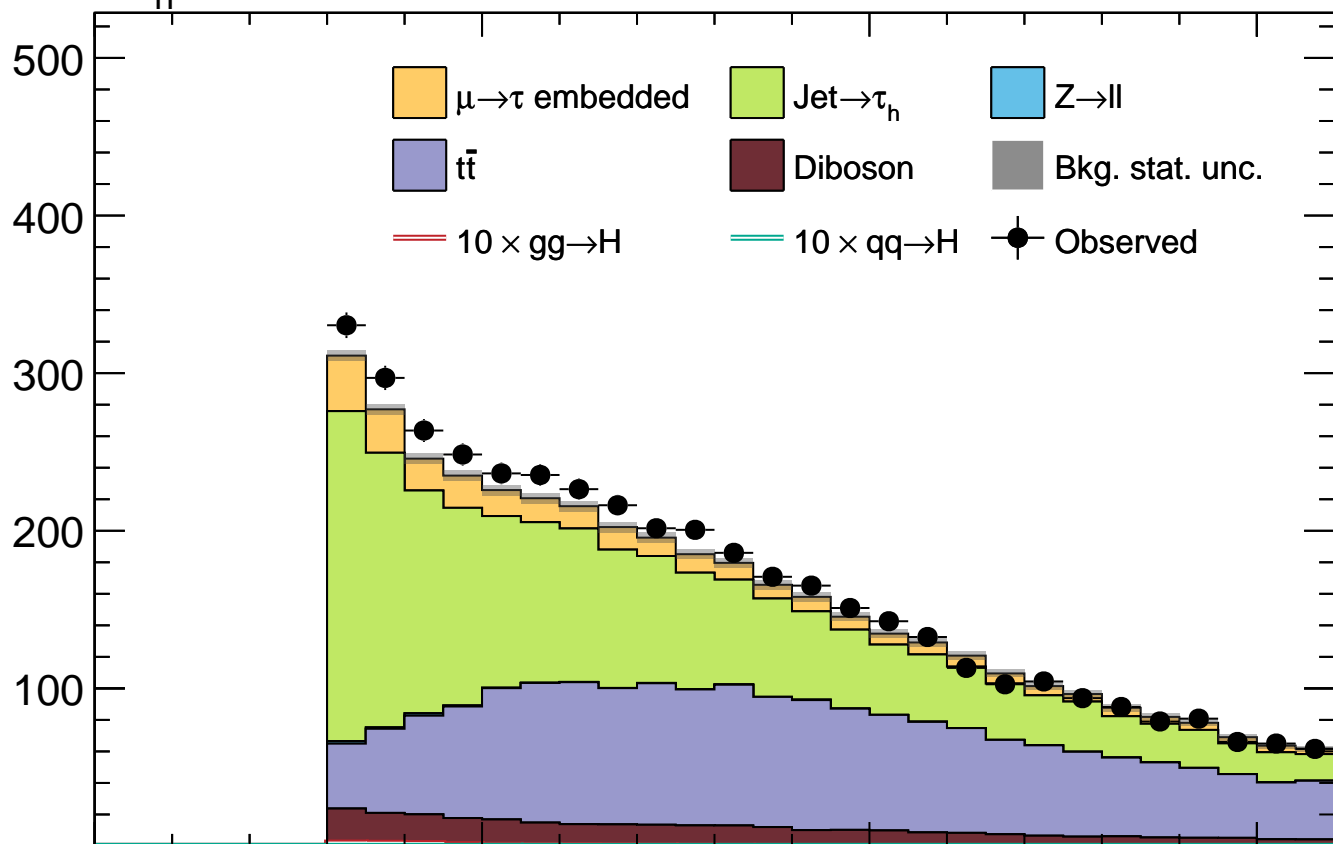 500
μ→τ embedded Jet→τₕ Z→ll
tt̄ Diboson Bkg. stat. unc.
400
10 × gg→H 10 × qq→H Observed
300
200
100